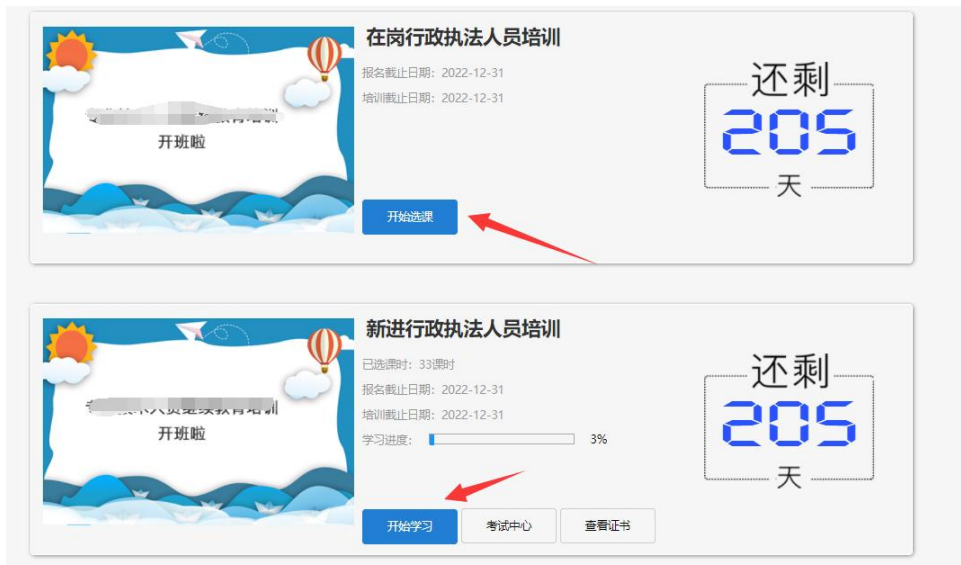 在岗行政执法人员培训
报名截止日期：2022-12-31
培训截止日期：2022-12-31
开班啦
开始选课
还剩
205
天
新进行政执法人员培训
已选课时：33课时
报名截止日期：2022-12-31
培训截止日期：2022-12-31
学习进度：
3%
开班啦
开始学习
考试中心
查看证书
还剩
205
天